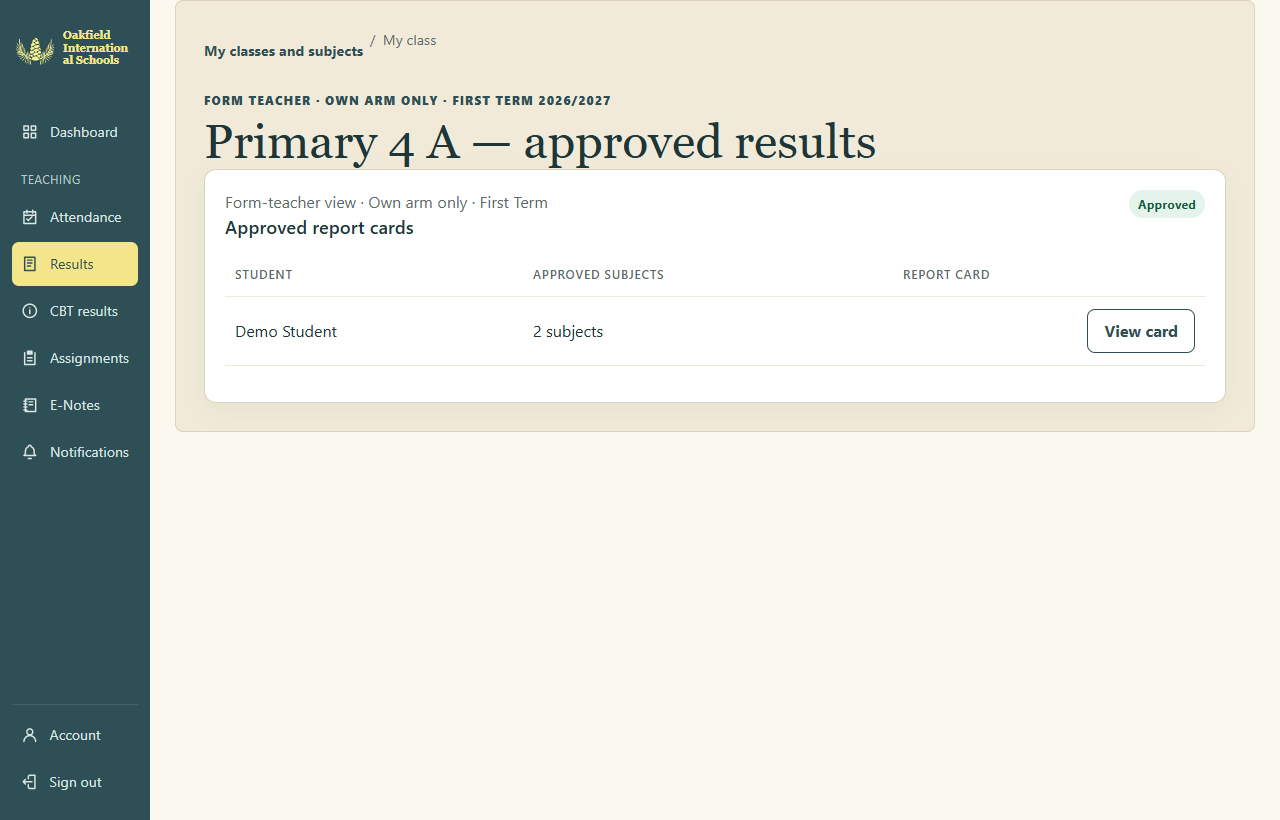 Oakfield
Internation
al Schools
Dashboard
TEACHING
Attendance
Results
CBT results
Assignments
E-Notes
Notifications
Account
Sign out
My classes and subjects / My class
FORM TEACHER · OWN ARM ONLY · FIRST TERM 2026/2027
Primary 4 A — approved results
Form-teacher view · Own arm only · First Term
Approved
Approved report cards
STUDENT APPROVED SUBJECTS REPORT CARD
Demo Student 2 subjects View card